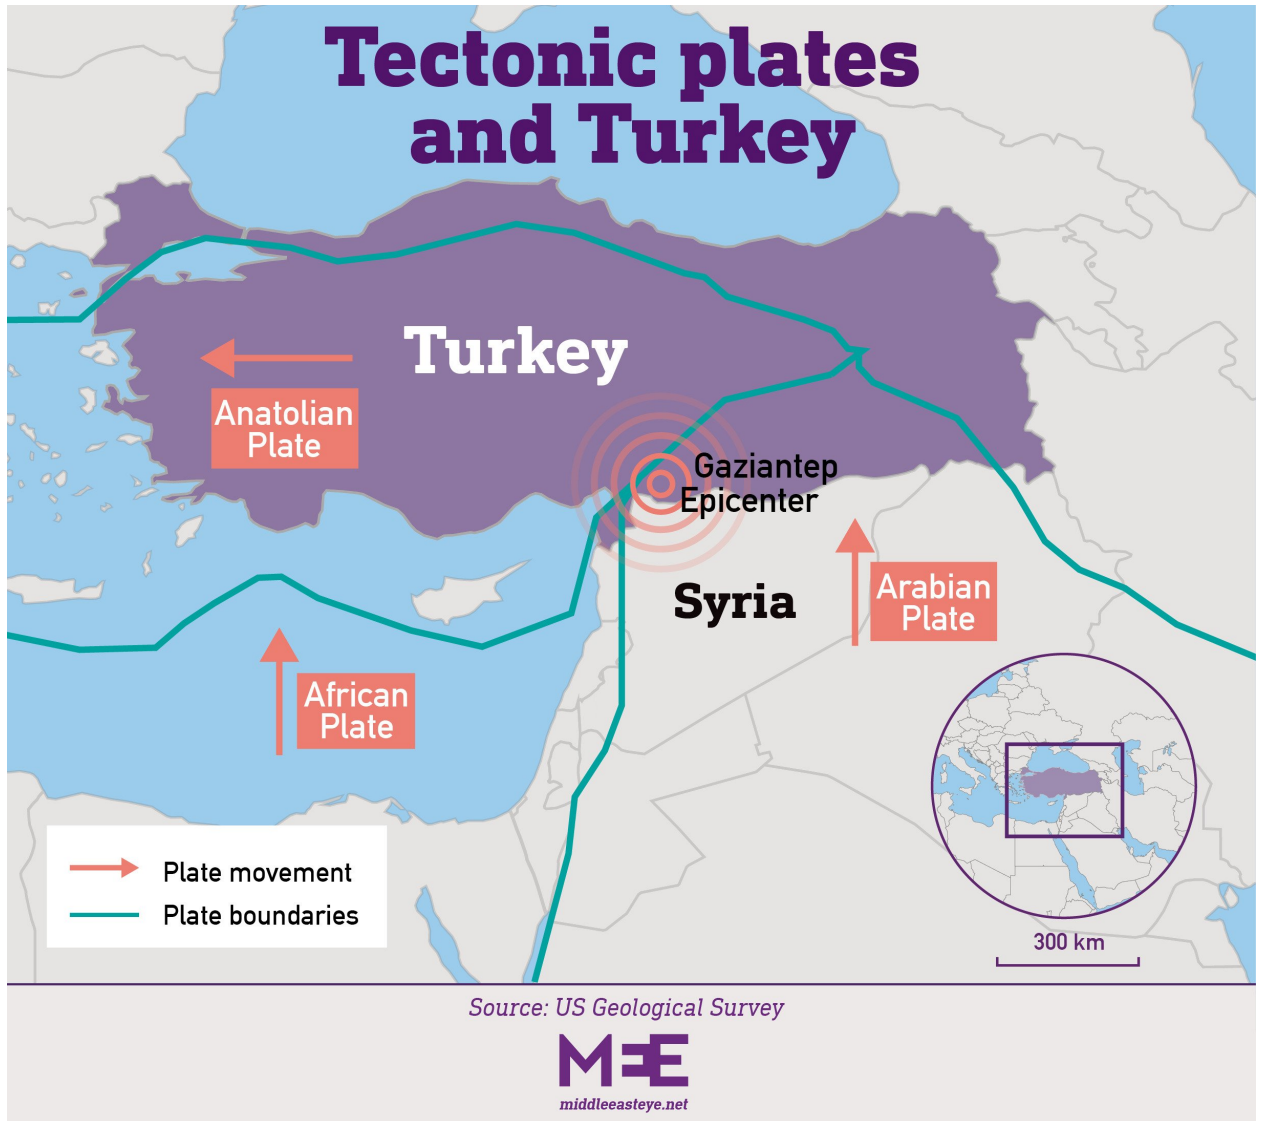 Tectonic plates
and Turkey
Turkey
Anatolian
Plate
Gaziantep
Epicenter
Syria
Arabian
Plate
African
Plate
Plate movement
Plate boundaries
300 km
Source: US Geological Survey
MEE
middleeasteye.net